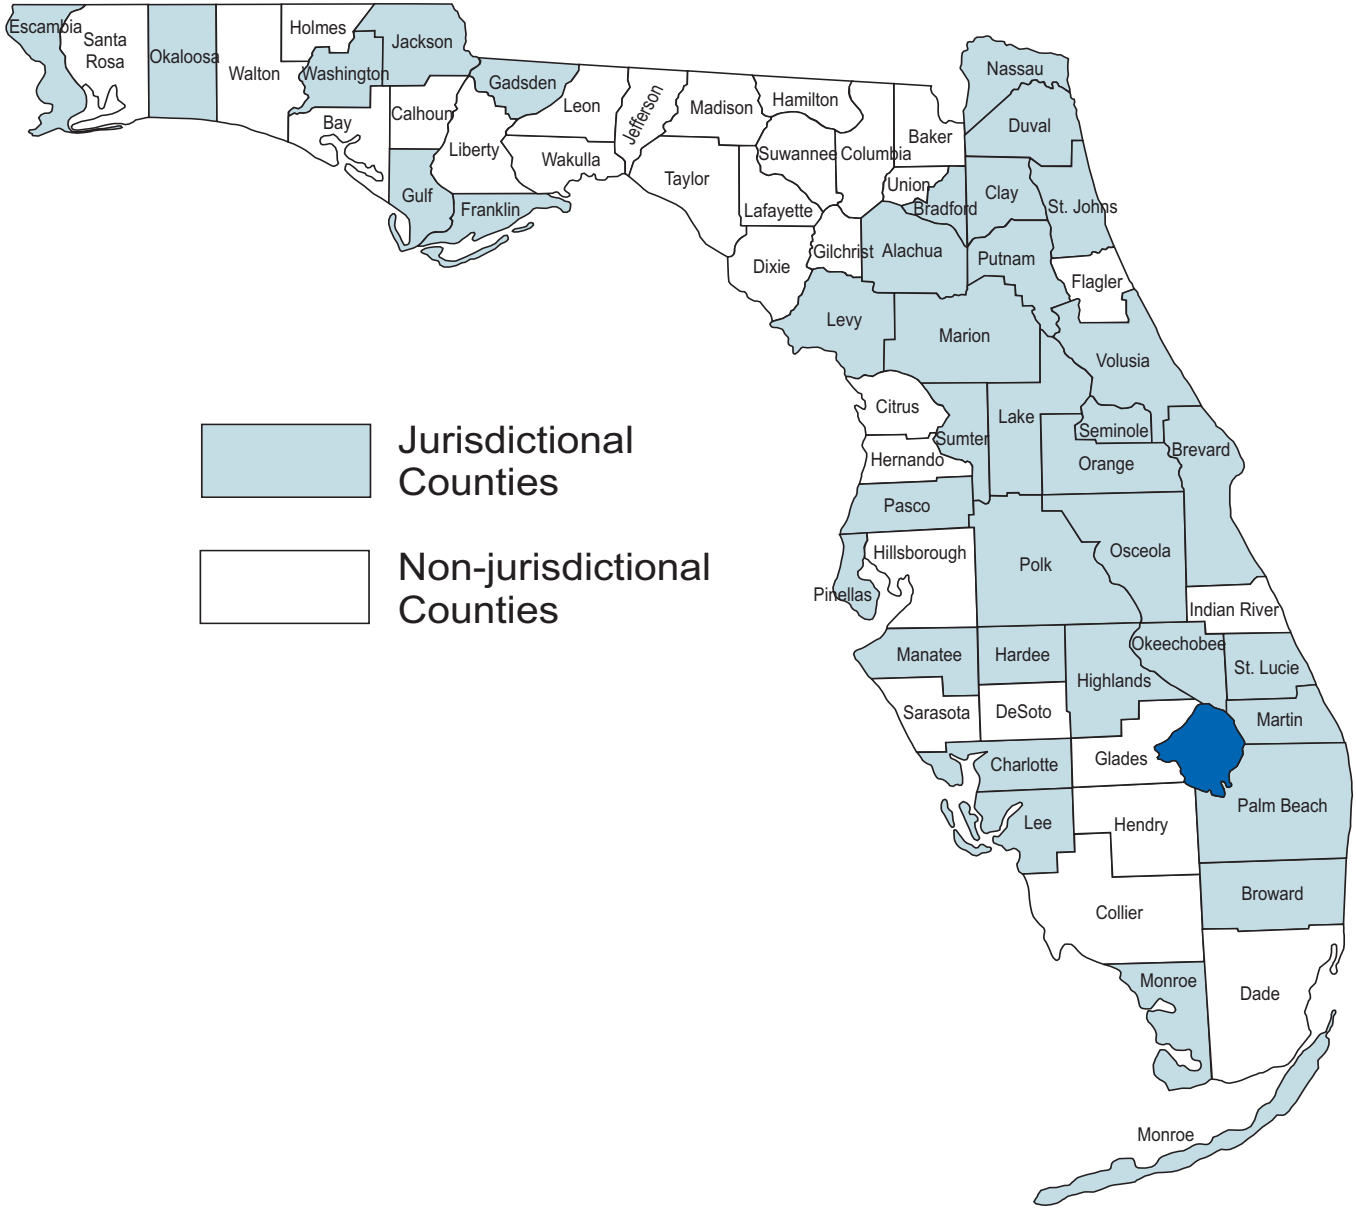 Escambia
Santa
Rosa
Okaloosa
Walton
Holmes
Washington
Jackson
Bay
Calhoun
Gulf
Liberty
Gadsden
Franklin
Leon
Wakulla
Jefferson
Madison
Taylor
Hamilton
Suwannee
Lafayette
Dixie
Columbia
Gilchrist
Baker
Union
Bradford
Alachua
Levy
Nassau
Duval
Clay
St. Johns
Putnam
Flagler
Marion
Volusia
Citrus
Sumter
Lake
Seminole
Orange
Brevard
Hernando
Pasco
Hillsborough
Pinellas
Polk
Osceola
Indian River
Manatee
Hardee
Highlands
Okeechobee
St. Lucie
Sarasota
DeSoto
Glades
Martin
Charlotte
Lee
Hendry
Palm Beach
Collier
Broward
Monroe
Dade
Monroe
Jurisdictional
Counties
Non-jurisdictional
Counties